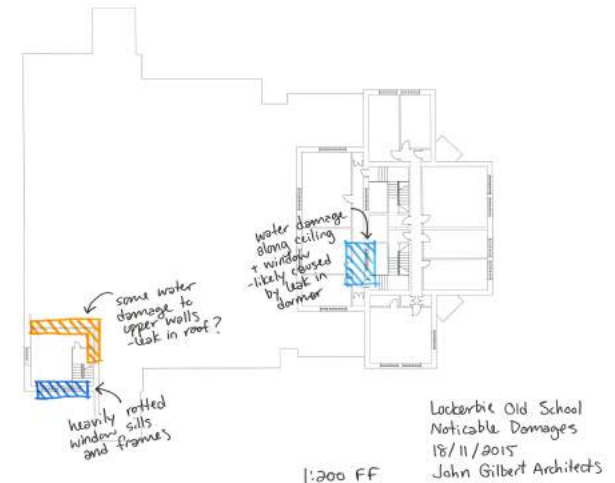 water damage
along ceiling
+ window
-likely caused
by leak in
dormer
some water
damage to
upper walls
-leak in roof?
heavily rotted
window sills
and frames
Lockerbie Old School
Noticable Damages
18/11/2015
John Gilbert Architects
1:200 FF